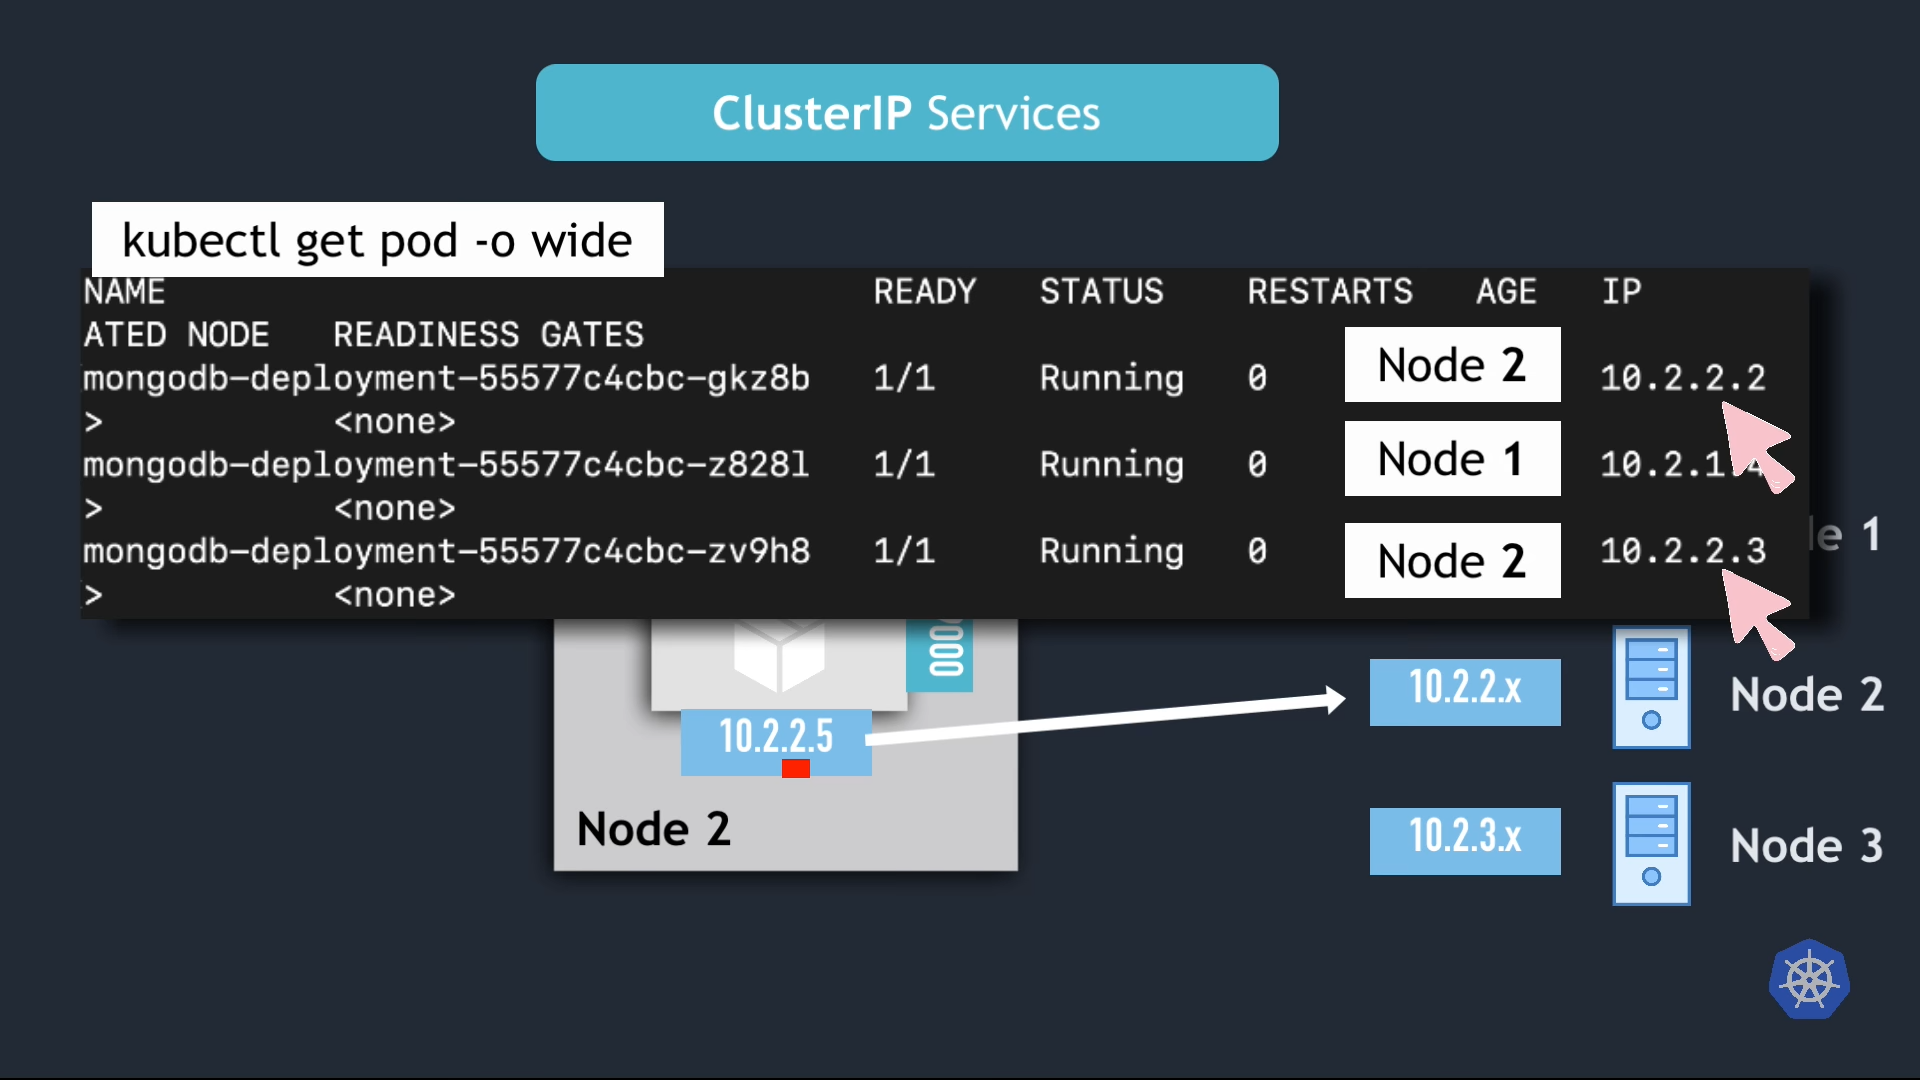 ClusterIP Services
kubectl get pod -o wide
NAME READY STATUS RESTARTS AGE IP
ATED NODE READINESS GATES
mongodb-deployment-55577c4cbc-gkz8b 1/1 Running 0 Node 2 10.2.2.2
> <none>
mongodb-deployment-55577c4cbc-z828l 1/1 Running 0 Node 1 10.2.1.4
> <none>
mongodb-deployment-55577c4cbc-zv9h8 1/1 Running 0 Node 2 10.2.2.3
> <none>
de 1
000
10.2.2.x Node 2
10.2.2.5
Node 2
10.2.3.x Node 3